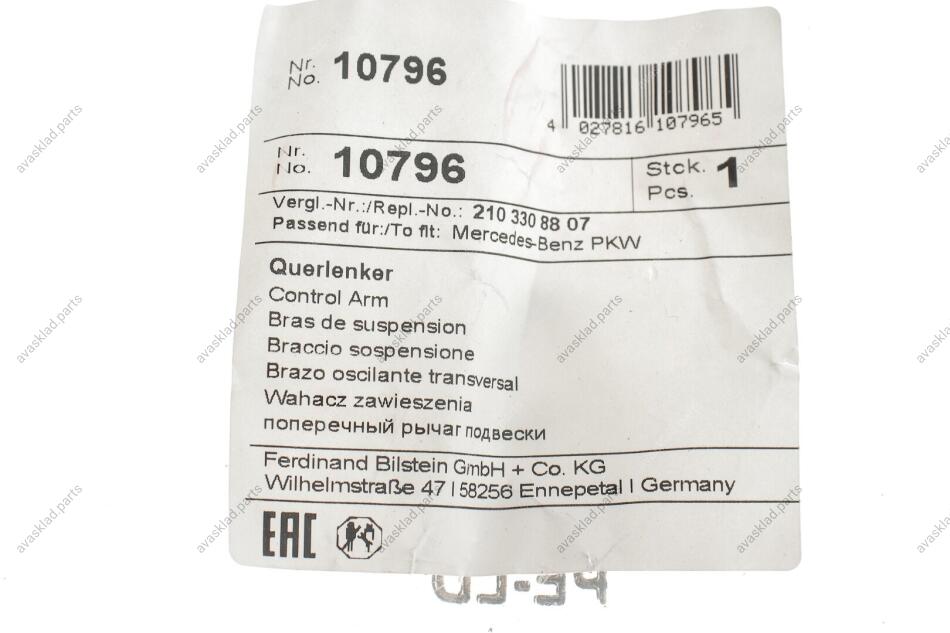 Nr.
No. 10796
4 027816 107965
Nr.
No. 10796
Stck.
Pcs. 1
Vergl.-Nr.:/Repl.-No.: 210 330 88 07
Passend für:/To fit: Mercedes-Benz PKW
Querlenker
Control Arm
Bras de suspension
Braccio sospensione
Brazo oscilante transversal
Wahacz zawieszenia
поперечный рычаг подвески
Ferdinand Bilstein GmbH + Co. KG
Wilhelmstraße 47 | 58256 Ennepetal | Germany
EAC
avasklad.parts